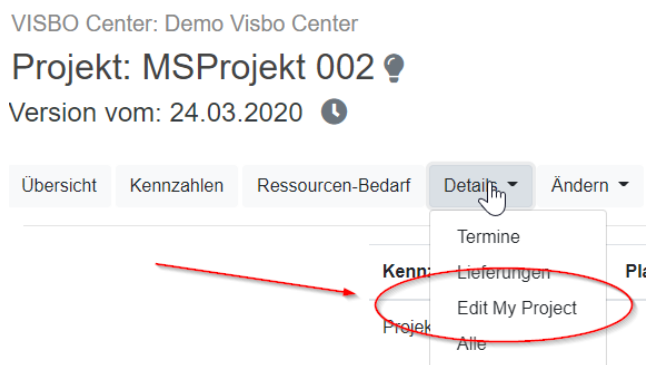 VISBO Center: Demo Visbo Center
Projekt: MSProjekt 002
Version vom: 24.03.2020
Übersicht Kennzahlen Ressourcen-Bedarf Details Ändern
Termine
Lieferungen
Edit My Project
Alle